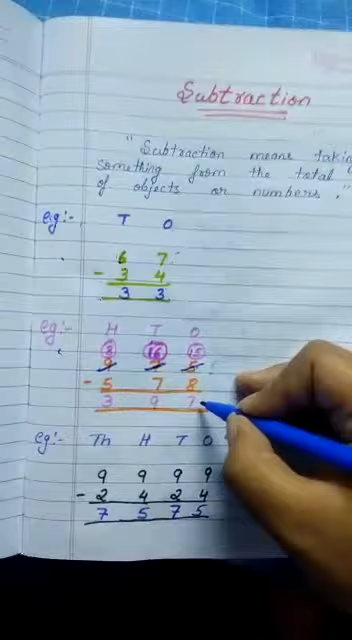 Subtraction
"Subtraction means taking
something from the total
of objects or numbers."
eg:- T O
6 7
- 3 4
3 3
eg:- H T O
8 16 15
9 7 5
- 5 7 8
3 9 7
eg:- Th H T O
9 9 9 9
- 2 4 2 4
7 5 7 5